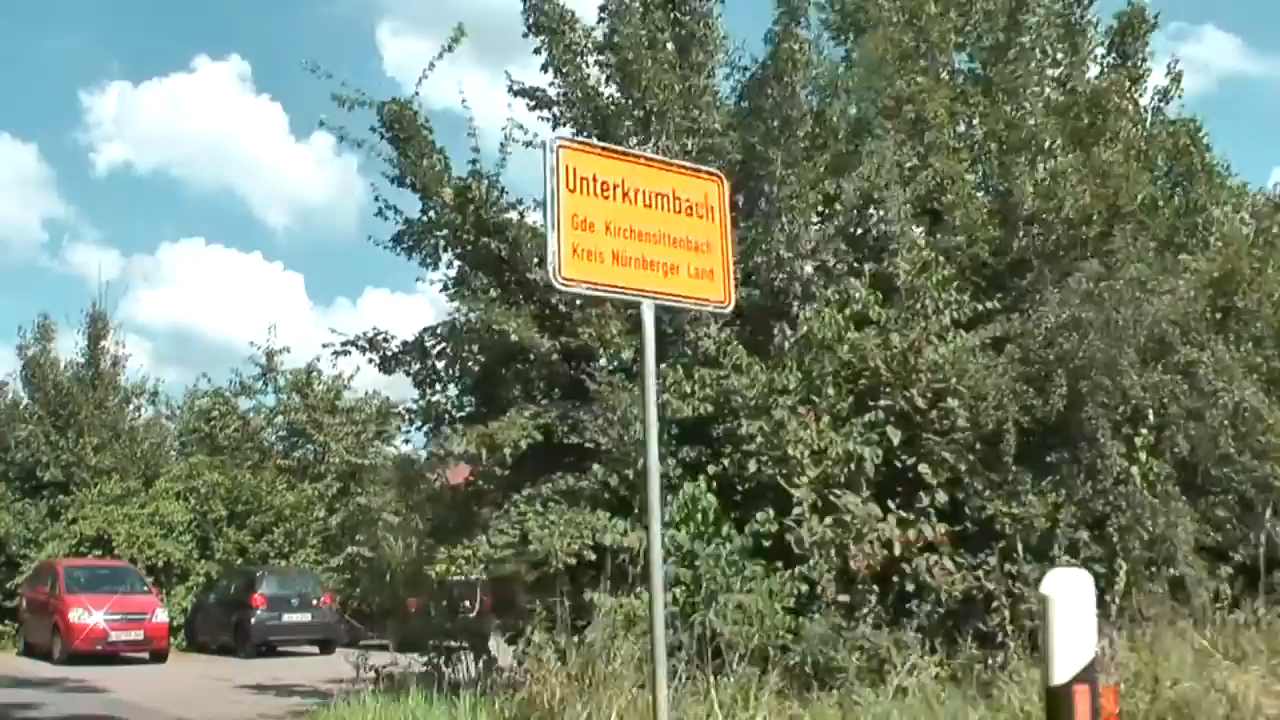 Unterkrumbach
Gde. Kirchensittenbach
Kreis Nürnberger Land